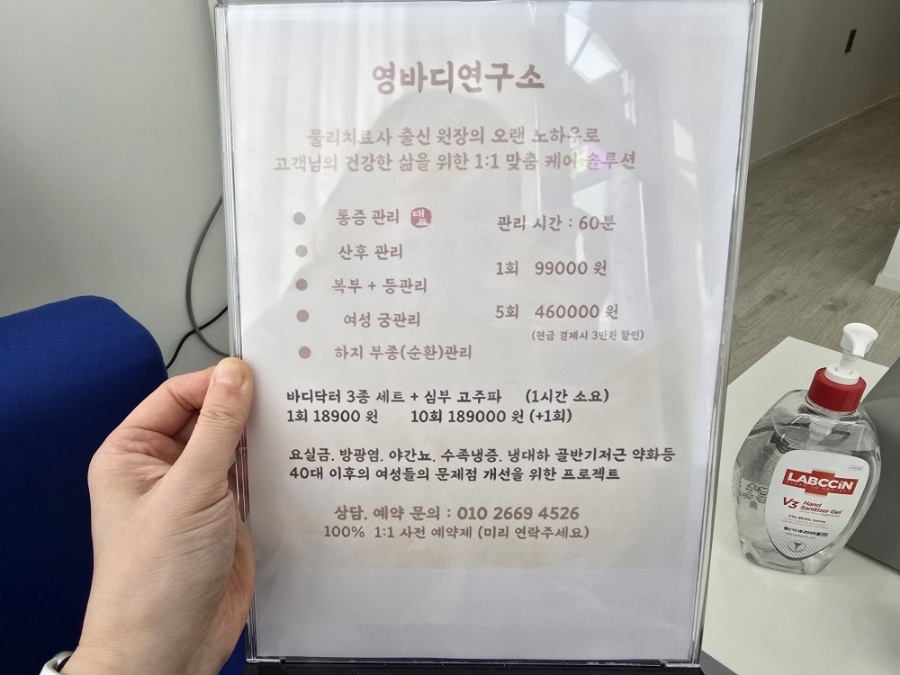 영바디연구소
물리치료사 출신 원장의 오랜 노하우로
고객님의 건강한 삶을 위한 1:1 맞춤 케어 솔루션
통증 관리 대표
산후 관리
복부 + 등관리
여성 궁관리
하지 부종(순환)관리
관리 시간 : 60분
1회 99000 원
5회 460000 원
(현금 결제시 3만원 할인)
바디닥터 3종 세트 + 심부 고주파 (1시간 소요)
1회 18900 원 10회 189000 원 (+1회)
요실금. 방광염. 야간뇨. 수족냉증. 냉대하 골반기저근 약화등
40대 이후의 여성들의 문제점 개선을 위한 프로젝트
상담. 예약 문의 : 010 2669 4526
100% 1:1 사전 예약제 (미리 연락주세요)
LABCCiN
V3 Hand
Sanitizer Gel